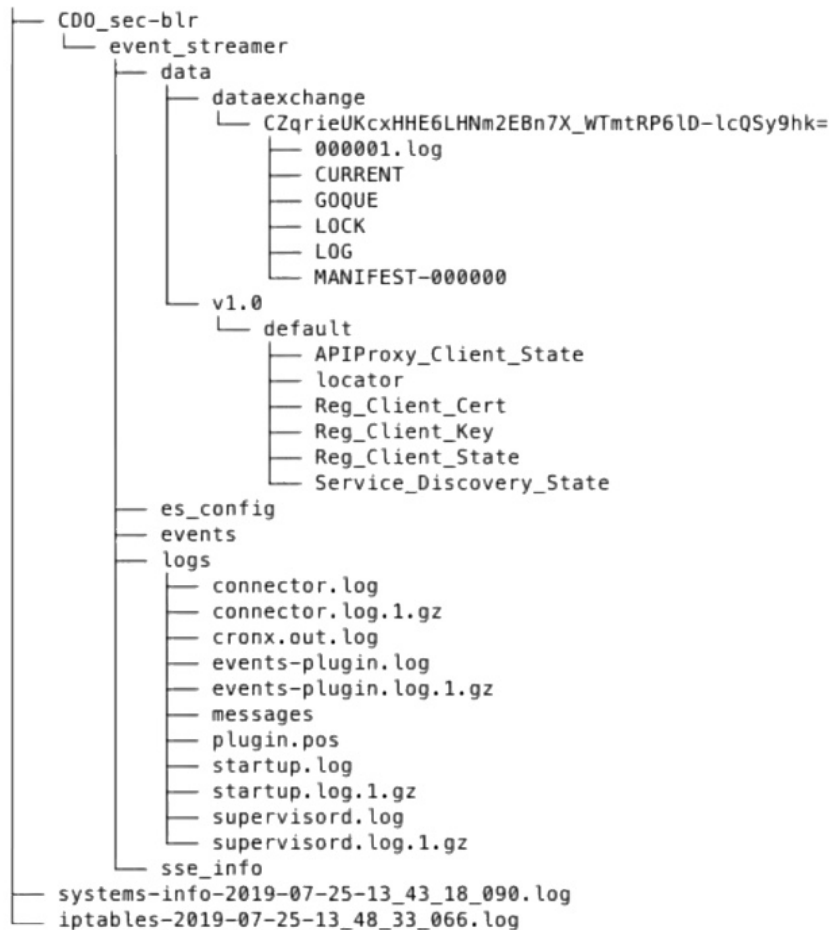 CDO_sec-blr
event_streamer
data
dataexchange
CZqrieUKcxHHE6LHNm2EBn7X_WTmtRP6lD-lcQSy9hk=
000001.log
CURRENT
GOQUE
LOCK
LOG
MANIFEST-000000
v1.0
default
APIProxy_Client_State
locator
Reg_Client_Cert
Reg_Client_Key
Reg_Client_State
Service_Discovery_State
es_config
events
logs
connector.log
connector.log.1.gz
cronx.out.log
events-plugin.log
events-plugin.log.1.gz
messages
plugin.pos
startup.log
startup.log.1.gz
supervisord.log
supervisord.log.1.gz
sse_info
systems-info-2019-07-25-13_43_18_090.log
iptables-2019-07-25-13_48_33_066.log